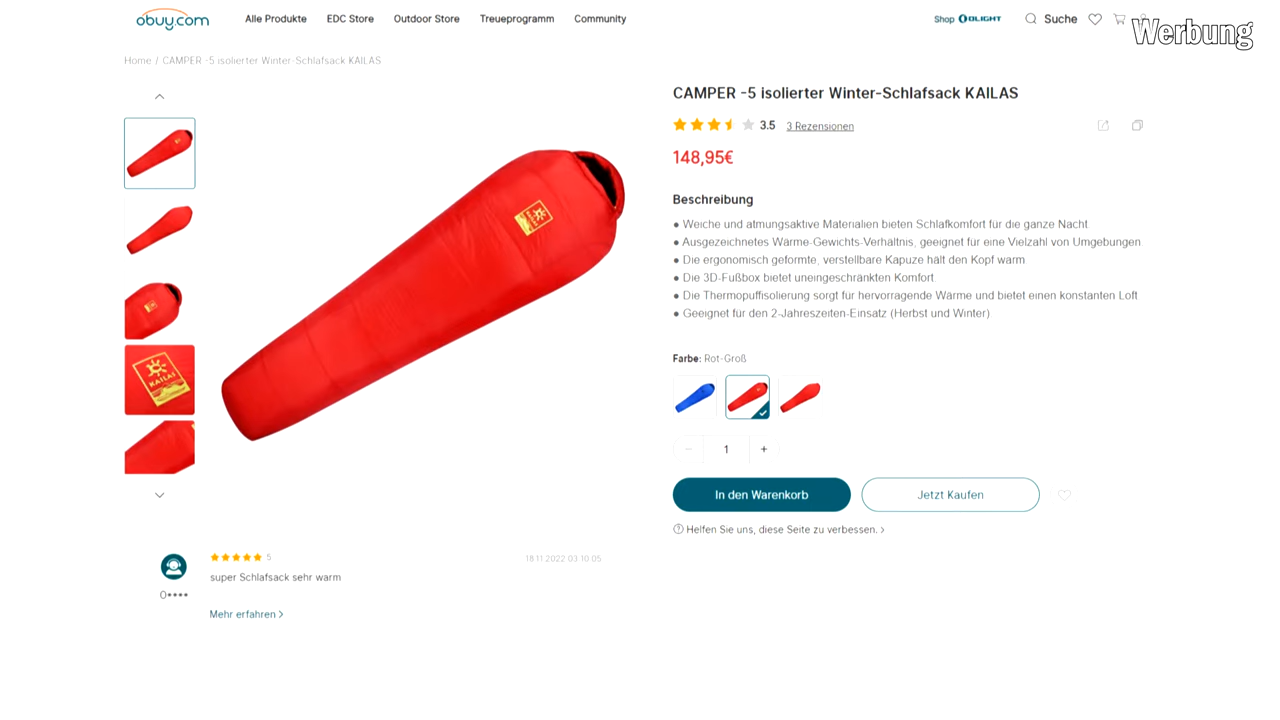 obuy.com
Alle Produkte
EDC Store
Outdoor Store
Treueprogramm
Community
Shop OLIGHT
Suche
Werbung
Home / CAMPER -5 isolierter Winter-Schlafsack KAILAS
CAMPER -5 isolierter Winter-Schlafsack KAILAS
3.5 3 Rezensionen
148,95€
Beschreibung
● Weiche und atmungsaktive Materialien bieten Schlafkomfort für die ganze Nacht.
● Ausgezeichnetes Wärme-Gewichts-Verhältnis, geeignet für eine Vielzahl von Umgebungen.
● Die ergonomisch geformte, verstellbare Kapuze hält den Kopf warm
● Die 3D-Fußbox bietet uneingeschränkten Komfort.
● Die Thermopuffisolierung sorgt für hervorragende Wärme und bietet einen konstanten Loft
● Geeignet für den 2-Jahreszeiten-Einsatz (Herbst und Winter)
KAILAS
Farbe: Rot-Groß
− 1 +
In den Warenkorb
Jetzt Kaufen
Helfen Sie uns, diese Seite zu verbessen. >
5
18.11.2022 03:10:05
super Schlafsack sehr warm
O••••
Mehr erfahren >